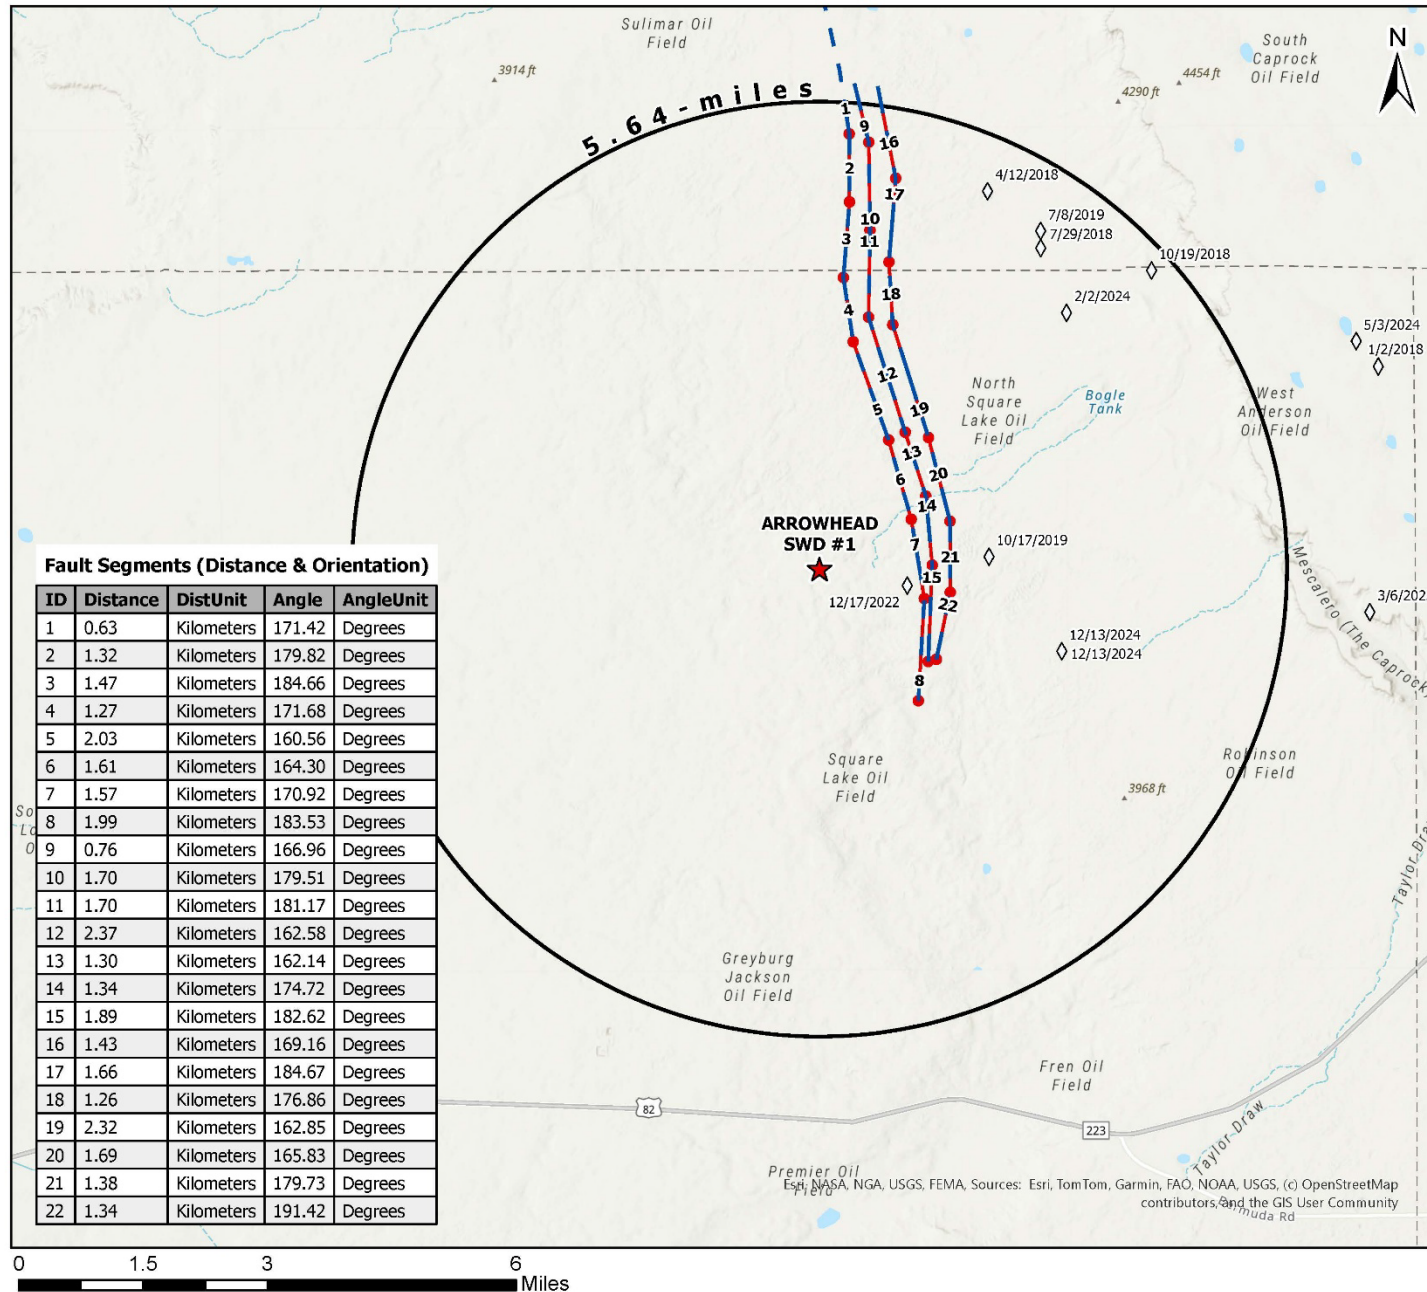 Sulimar Oil
Field
South
Caprock
Oil Field
N
3914 ft
4454 ft
4290 ft
5.64-miles
1
9
16
2
17
4/12/2018
7/8/2019
7/29/2018
10
3
11
10/19/2018
18
4
2/2/2024
5/3/2024
1/2/2018
12
North
Square
Lake Oil
Field
Bogle
Tank
West
Anderson
Oil Field
5
19
13
6
20
14
ARROWHEAD
SWD #1
7
21
10/17/2019
15
12/17/2022
22
3/6/202
Mescalero (The Caprock)
12/13/2024
12/13/2024
8
Square
Lake Oil
Field
Robinson
Oil Field
3968 ft
Taylor Dra
Fault Segments (Distance & Orientation)
ID Distance DistUnit Angle AngleUnit
1 0.63 Kilometers 171.42 Degrees
2 1.32 Kilometers 179.82 Degrees
3 1.47 Kilometers 184.66 Degrees
4 1.27 Kilometers 171.68 Degrees
5 2.03 Kilometers 160.56 Degrees
6 1.61 Kilometers 164.30 Degrees
7 1.57 Kilometers 170.92 Degrees
8 1.99 Kilometers 183.53 Degrees
9 0.76 Kilometers 166.96 Degrees
10 1.70 Kilometers 179.51 Degrees
11 1.70 Kilometers 181.17 Degrees
12 2.37 Kilometers 162.58 Degrees
13 1.30 Kilometers 162.14 Degrees
14 1.34 Kilometers 174.72 Degrees
15 1.89 Kilometers 182.62 Degrees
16 1.43 Kilometers 169.16 Degrees
17 1.66 Kilometers 184.67 Degrees
18 1.26 Kilometers 176.86 Degrees
19 2.32 Kilometers 162.85 Degrees
20 1.69 Kilometers 165.83 Degrees
21 1.38 Kilometers 179.73 Degrees
22 1.34 Kilometers 191.42 Degrees
Greyburg
Jackson
Oil Field
Fren Oil
Field
82
223
Taylor Draw
Premier Oil
Field
Esri, NASA, NGA, USGS, FEMA, Sources: Esri, TomTom, Garmin, FAO, NOAA, USGS, (c) OpenStreetMap
contributors, and the GIS User Community
Rd
0 1.5 3 6
Miles